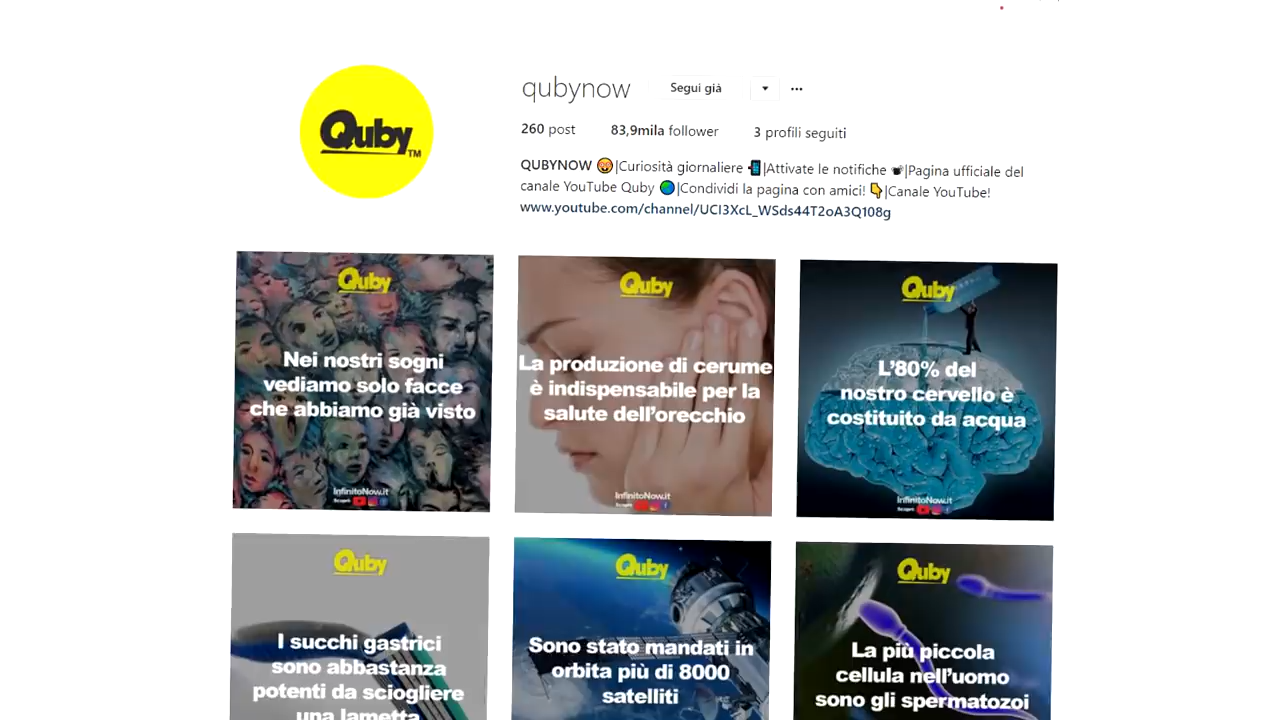 Quby™
qubynow
Segui già
260 post
83,9mila follower
3 profili seguiti
QUBYNOW 😄|Curiosità giornaliere 📲|Attivate le notifiche |Pagina ufficiale del
canale YouTube Quby 🌍|Condividi la pagina con amici! 👇|Canale YouTube!
www.youtube.com/channel/UCI3XcL_WSds44T2oA3Q108g
Quby
Nei nostri sogni
vediamo solo facce
che abbiamo già visto
InfinitoNow.it
Quby
La produzione di cerume
è indispensabile per la
salute dell'orecchio
InfinitoNow.it
Quby
L'80% del
nostro cervello è
costituito da acqua
InfinitoNow.it
Quby
I succhi gastrici
sono abbastanza
potenti da sciogliere
una lametta
Quby
Sono stato mandati in
orbita più di 8000
satelliti
Quby
La più piccola
cellula nell'uomo
sono gli spermatozoi